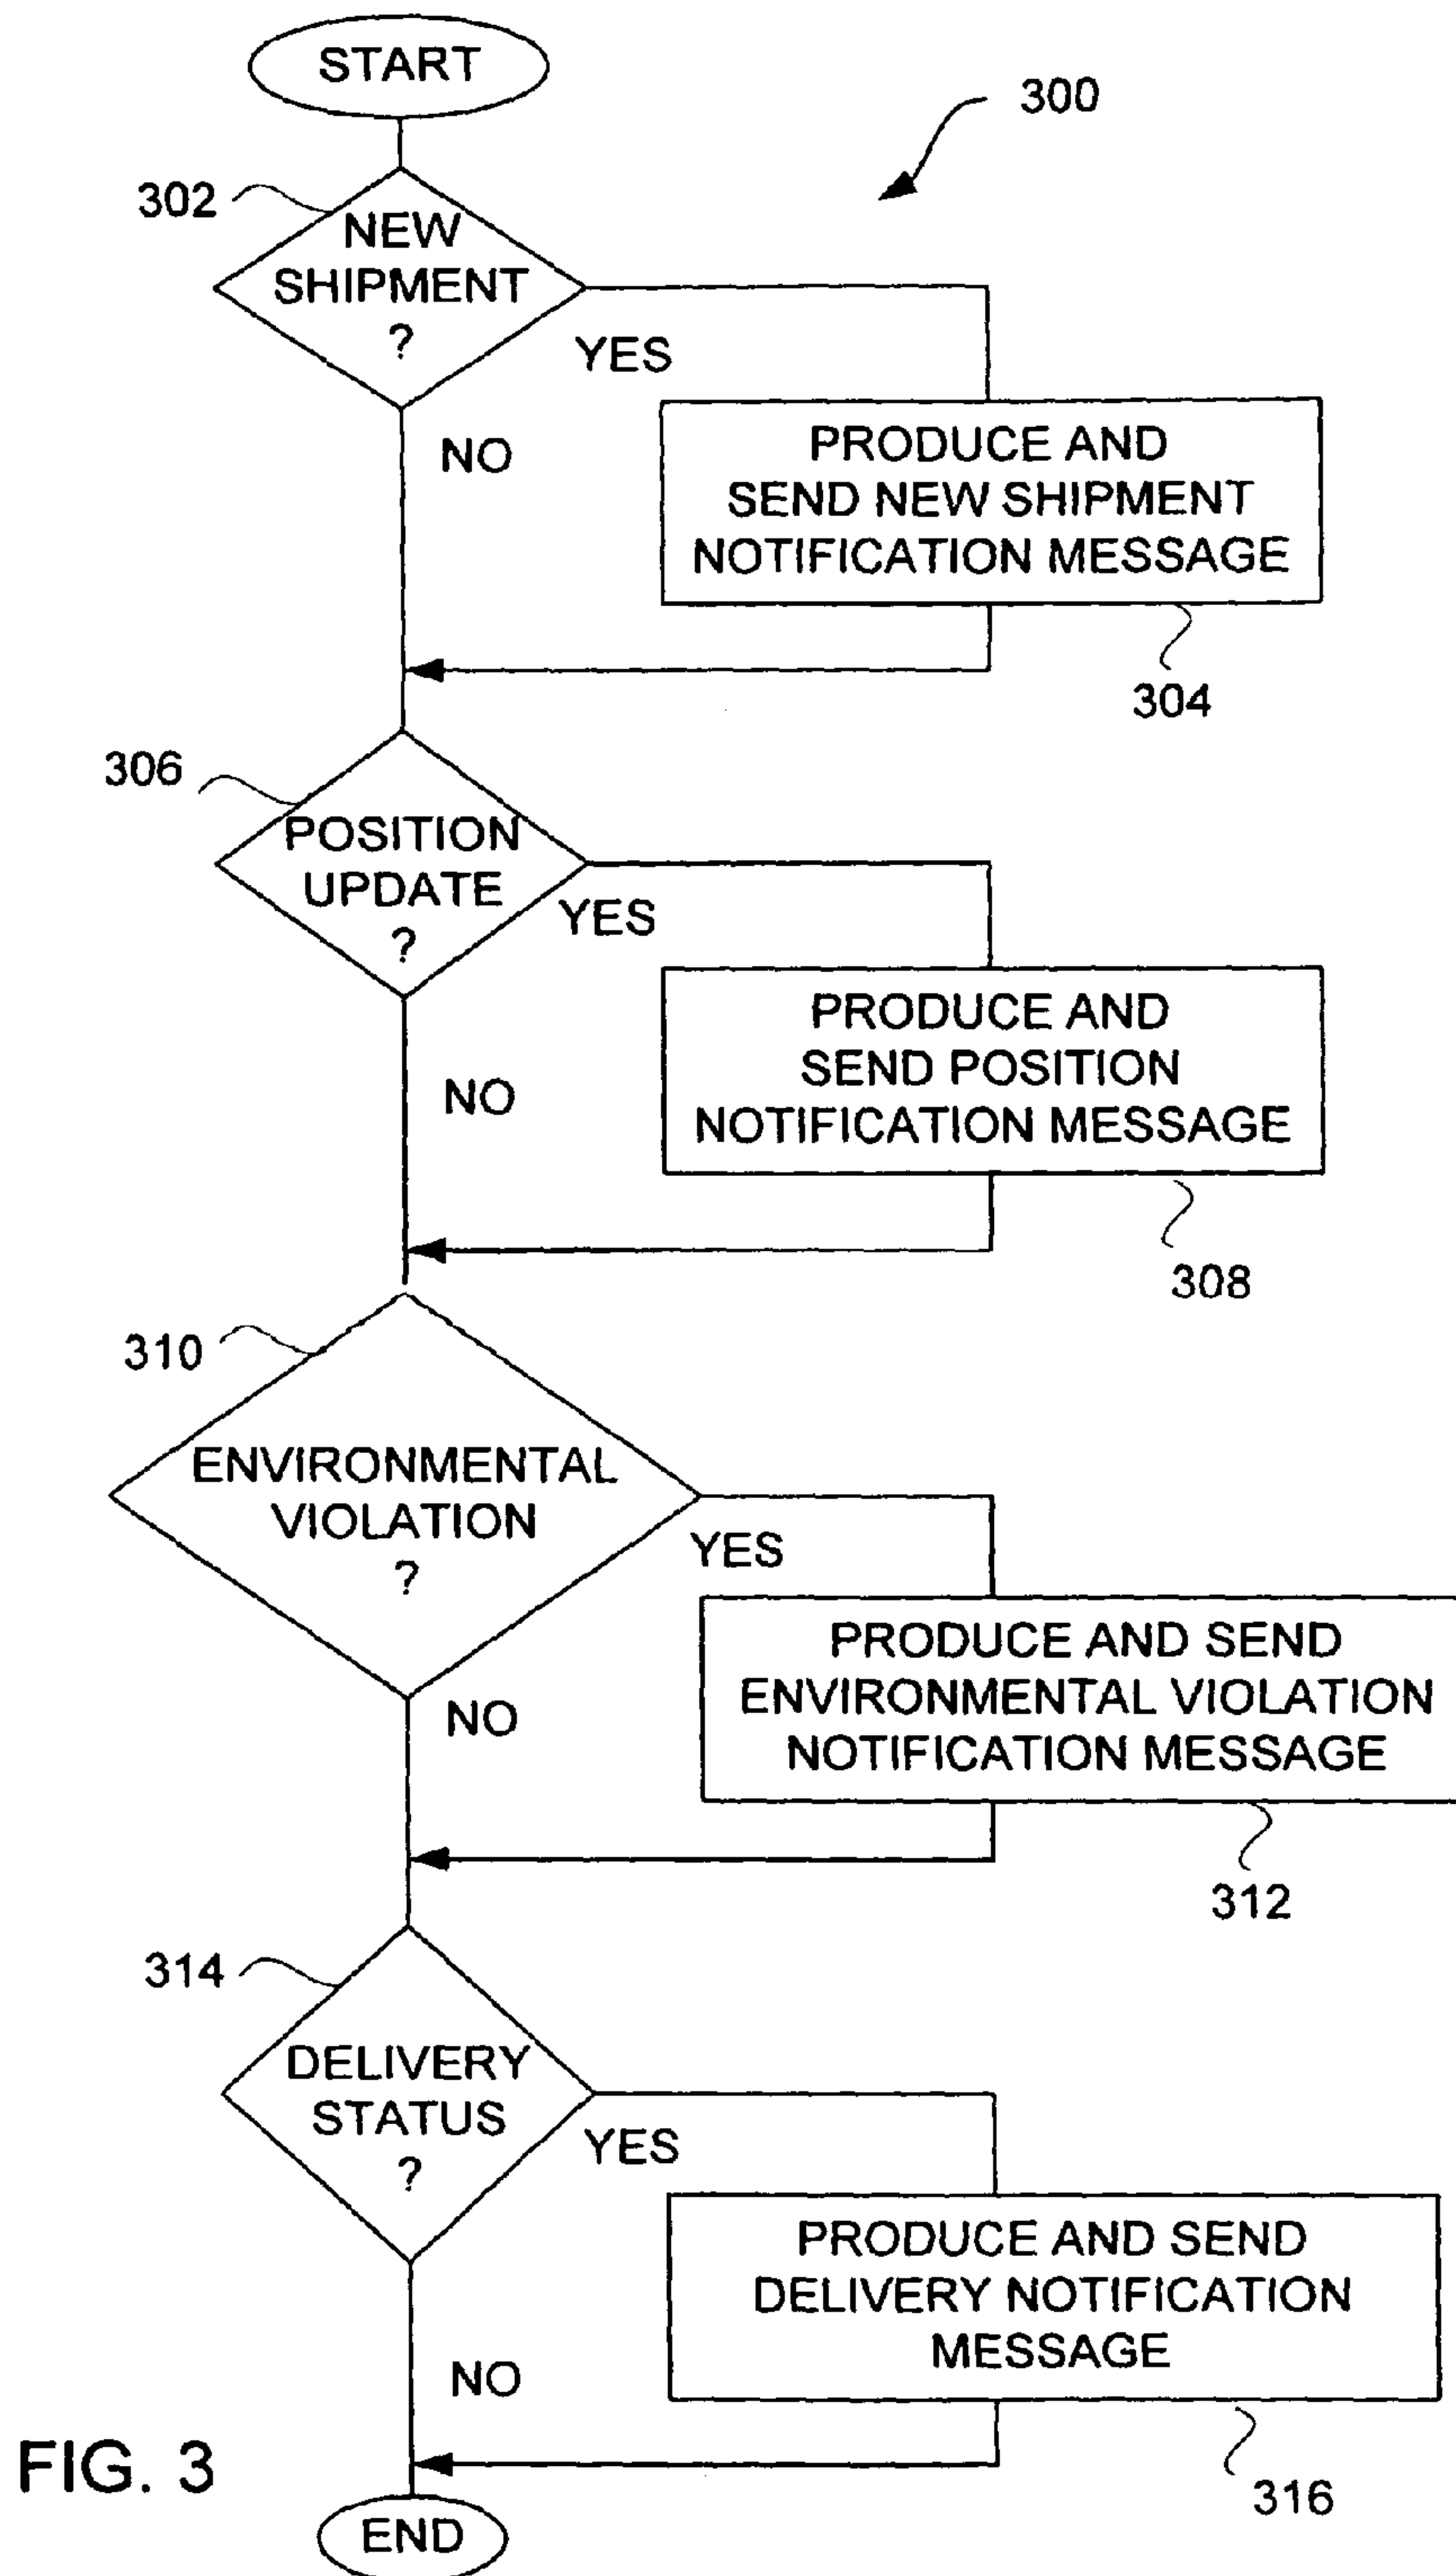 START
300
302
NEW
SHIPMENT
?
YES
NO
PRODUCE AND
SEND NEW SHIPMENT
NOTIFICATION MESSAGE
304
306
POSITION
UPDATE
?
YES
NO
PRODUCE AND
SEND POSITION
NOTIFICATION MESSAGE
308
310
ENVIRONMENTAL
VIOLATION
?
YES
NO
PRODUCE AND SEND
ENVIRONMENTAL VIOLATION
NOTIFICATION MESSAGE
312
314
DELIVERY
STATUS
?
YES
NO
PRODUCE AND SEND
DELIVERY NOTIFICATION
MESSAGE
316
FIG. 3
END